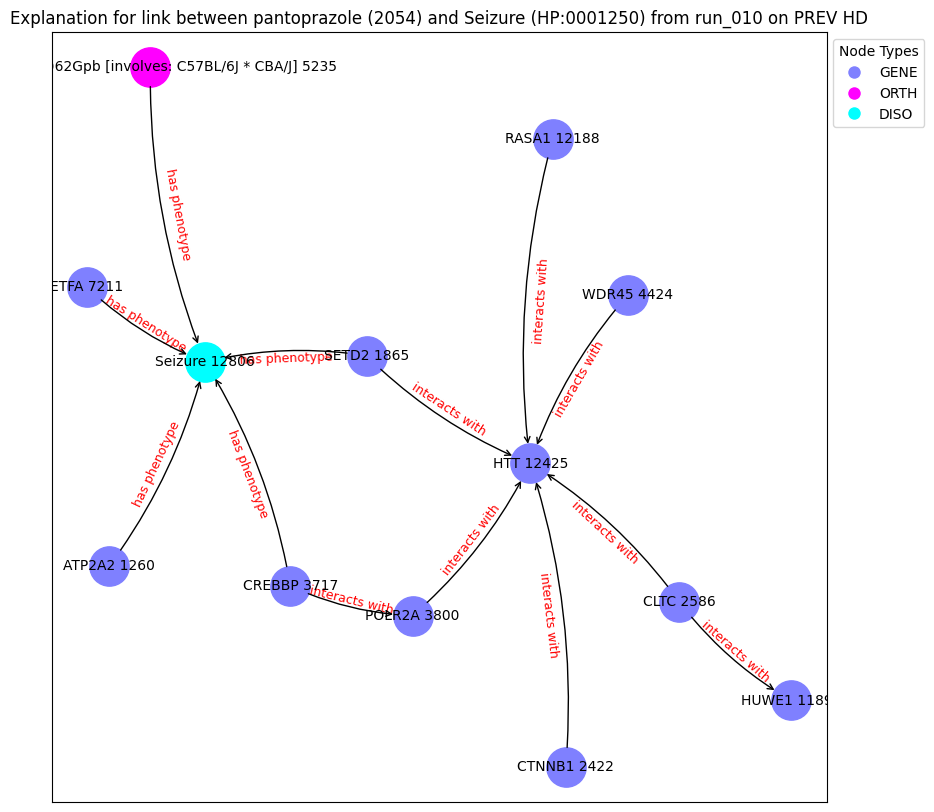 Explanation for link between pantoprazole (2054) and Seizure (HP:0001250) from run_010 on PREV HD
Node Types
GENE
ORTH
DISO
[involves: C57BL/6J * CBA/J] 5235
RASA1 12188
has phenotype
interacts with
ETFA 7211
WDR45 4424
has phenotype
Seizure 12806
has phenotype
SETD2 1865
interacts with
interacts with
has phenotype
has phenotype
HTT 12425
interacts with
interacts with
ATP2A2 1260
CREBBP 3717
interacts with
POLR2A 3800
interacts with
CLTC 2586
interacts with
HUWE1 1189
CTNNB1 2422